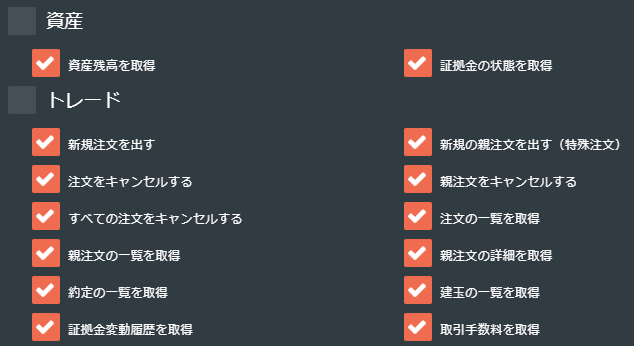 資産
資産残高を取得
証拠金の状態を取得
トレード
新規注文を出す
新規の親注文を出す（特殊注文）
注文をキャンセルする
親注文をキャンセルする
すべての注文をキャンセルする
注文の一覧を取得
親注文の一覧を取得
親注文の詳細を取得
約定の一覧を取得
建玉の一覧を取得
証拠金変動履歴を取得
取引手数料を取得